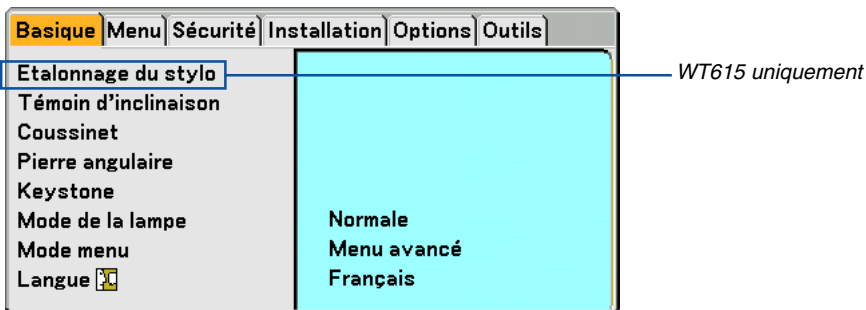 Basique Menu Sécurité Installation Options Outils
Etalonnage du stylo WT615 uniquement
Témoin d'inclinaison
Coussinet
Pierre angulaire
Keystone
Mode de la lampe Normale
Mode menu Menu avancé
Langue Français